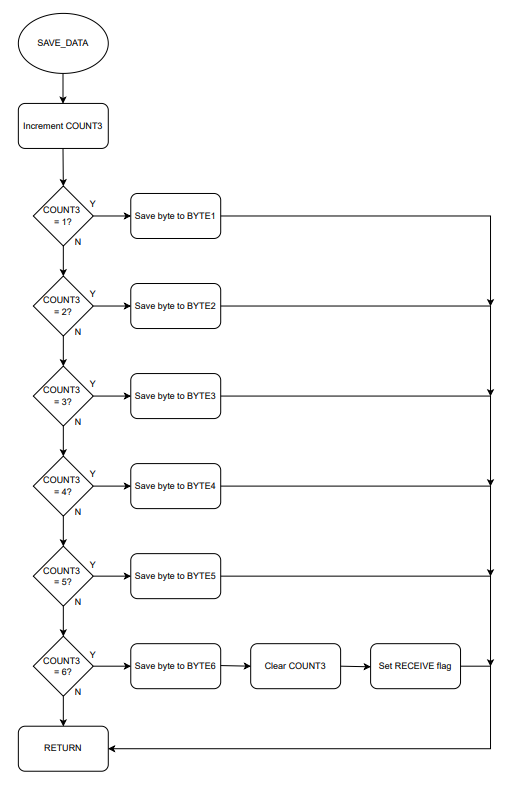 SAVE_DATA
Increment COUNT3
COUNT3
= 1?
Y
N
Save byte to BYTE1
COUNT3
= 2?
Y
N
Save byte to BYTE2
COUNT3
= 3?
Y
N
Save byte to BYTE3
COUNT3
= 4?
Y
N
Save byte to BYTE4
COUNT3
= 5?
Y
N
Save byte to BYTE5
COUNT3
= 6?
Y
N
Save byte to BYTE6
Clear COUNT3
Set RECEIVE flag
RETURN